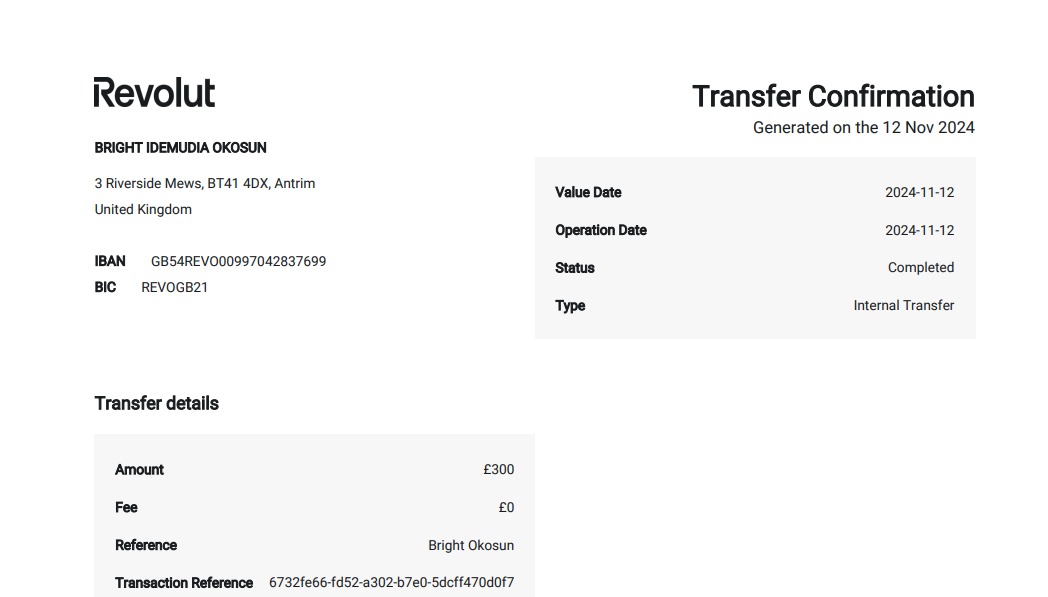 Revolut
Transfer Confirmation
Generated on the 12 Nov 2024
BRIGHT IDEMUDIA OKOSUN
3 Riverside Mews, BT41 4DX, Antrim
United Kingdom
IBAN GB54REVO00997042837699
BIC REVOGB21
Value Date 2024-11-12
Operation Date 2024-11-12
Status Completed
Type Internal Transfer
Transfer details
Amount £300
Fee £0
Reference Bright Okosun
Transaction Reference 6732fe66-fd52-a302-b7e0-5dcff470d0f7